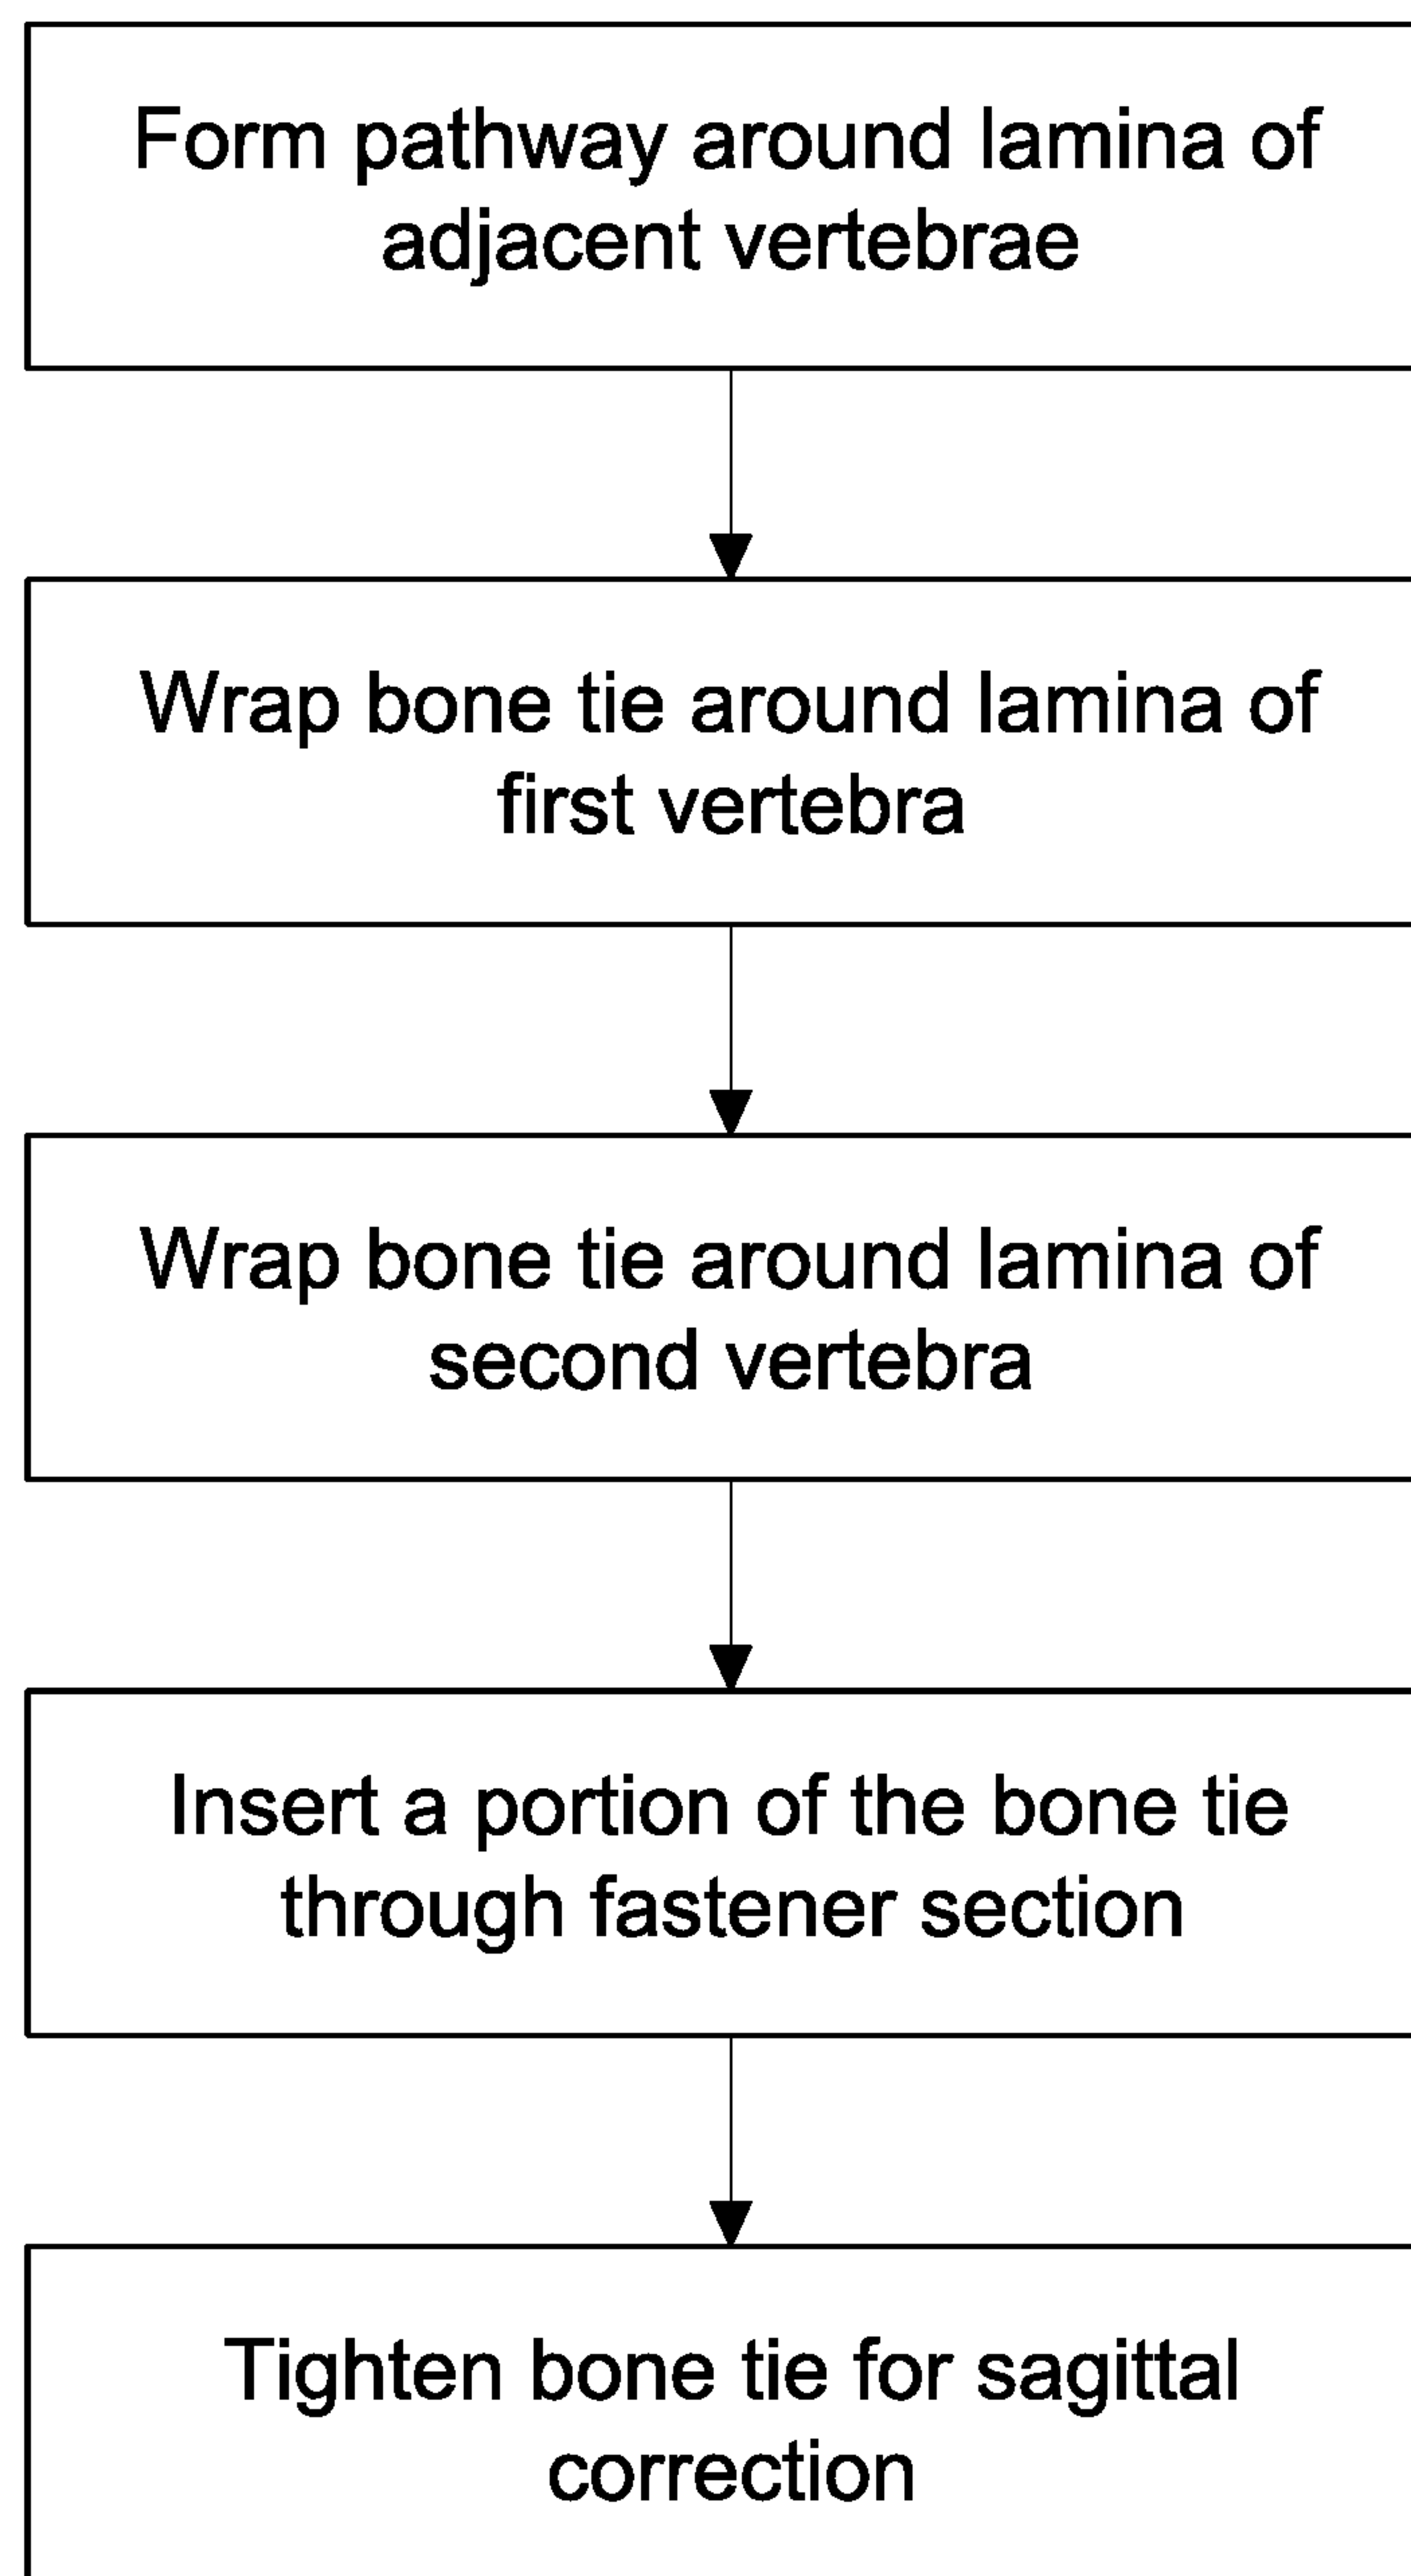 Form pathway around lamina of
adjacent vertebrae
Wrap bone tie around lamina of
first vertebra
Wrap bone tie around lamina of
second vertebra
Insert a portion of the bone tie
through fastener section
Tighten bone tie for sagittal
correction